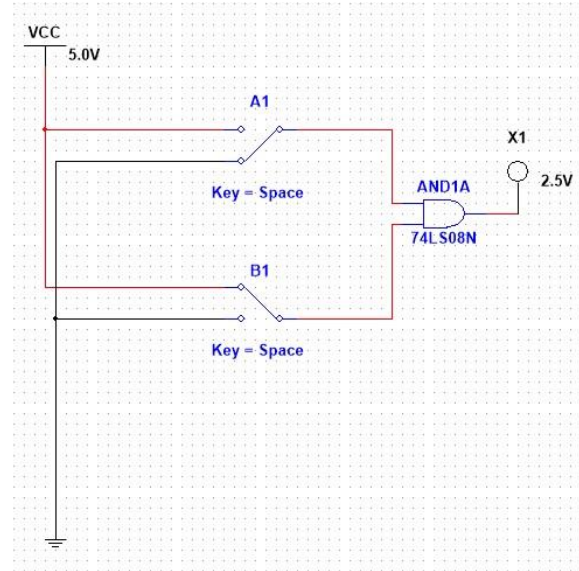 VCC
5.0V
A1
Key = Space
X1
2.5V
AND1A
74LS08N
B1
Key = Space